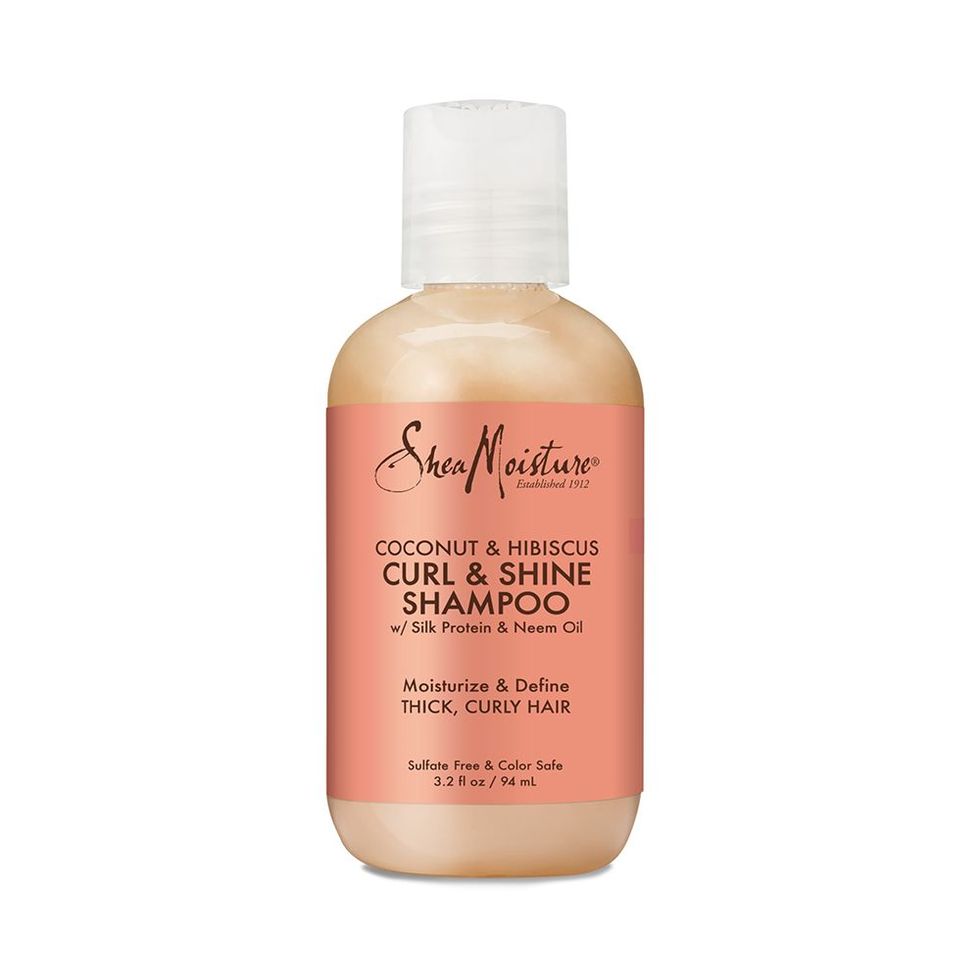 SheaMoisture®
Established 1912
COCONUT & HIBISCUS
CURL & SHINE
SHAMPOO
w/ Silk Protein & Neem Oil
Moisturize & Define
THICK, CURLY HAIR
Sulfate Free & Color Safe
3.2 fl oz / 94 mL